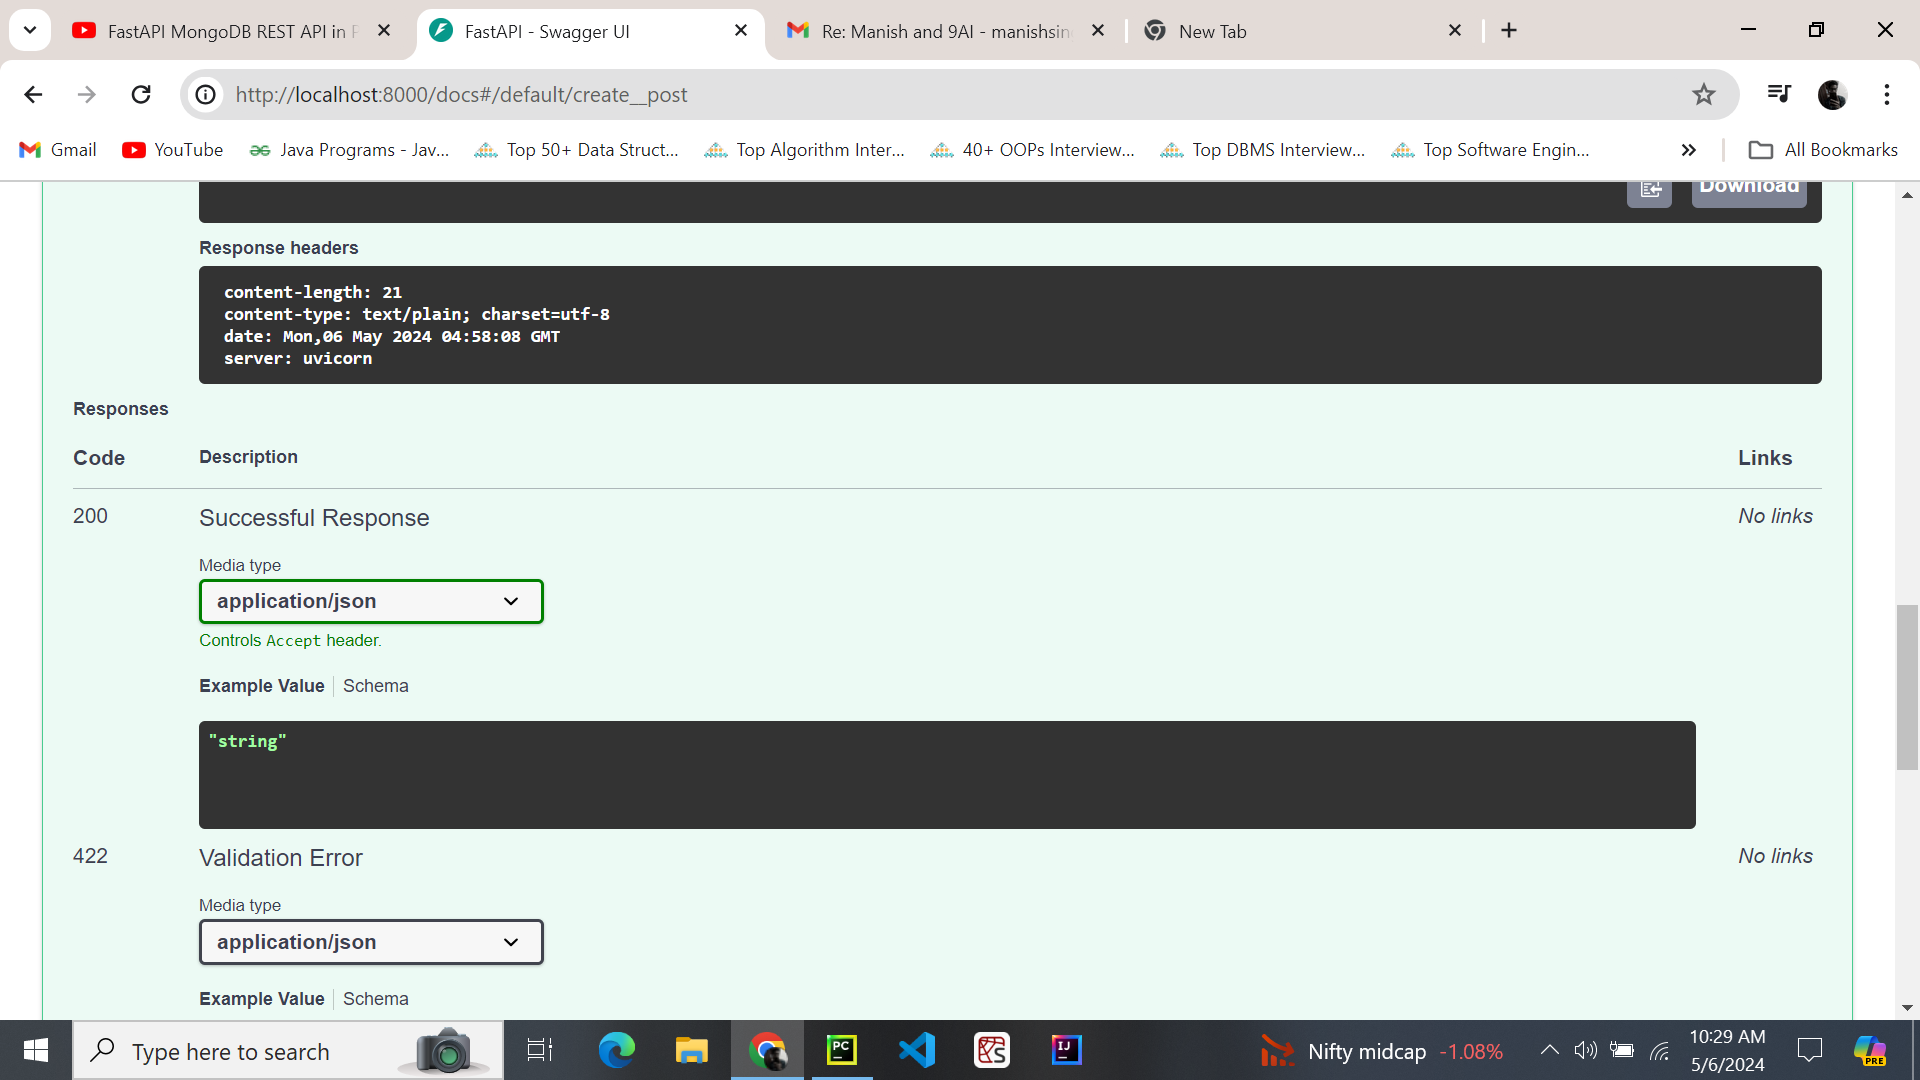 FastAPI MongoDB REST API in P
FastAPI - Swagger UI
Re: Manish and 9AI - manishsin
New Tab
http://localhost:8000/docs#/default/create__post
Gmail
YouTube
Java Programs - Jav...
Top 50+ Data Struct...
Top Algorithm Inter...
40+ OOPs Interview...
Top DBMS Interview...
Top Software Engin...
All Bookmarks
Download
Response headers
content-length: 21
content-type: text/plain; charset=utf-8
date: Mon,06 May 2024 04:58:08 GMT
server: uvicorn
Responses
Code Description Links
200 Successful Response No links
Media type
application/json
Controls Accept header.
Example Value Schema
"string"
422 Validation Error No links
Media type
application/json
Example Value Schema
Type here to search
PC
IJ
Nifty midcap -1.08%
10:29 AM
5/6/2024
PRE